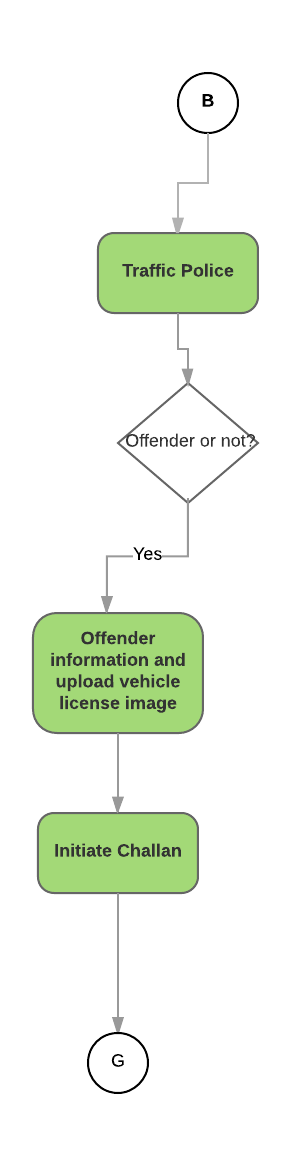 B
Traffic Police
Offender or not?
Yes
Offender
information and
upload vehicle
license image
Initiate Challan
G